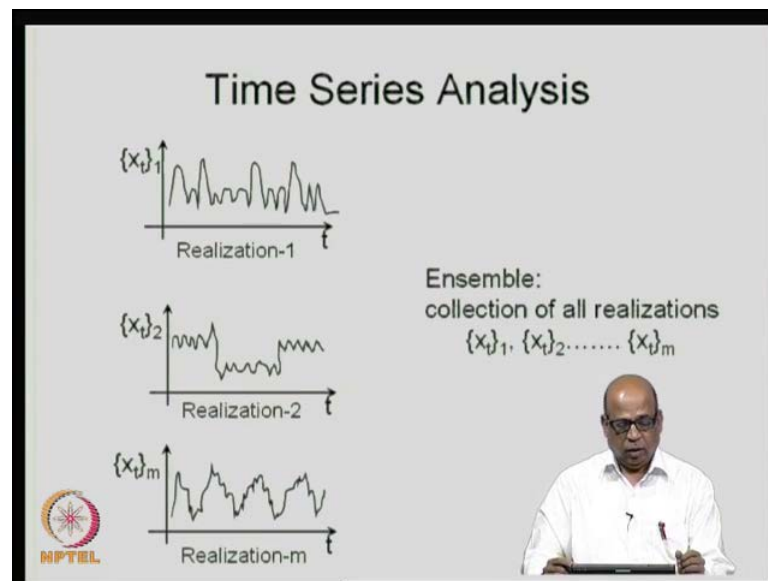 Time Series Analysis
{xₜ}₁
t
Realization-1
{xₜ}₂
t
Realization-2
{xₜ}ₘ
t
Realization-m
Ensemble:
collection of all realizations
{xₜ}₁, {xₜ}₂....... {xₜ}ₘ
NPTEL